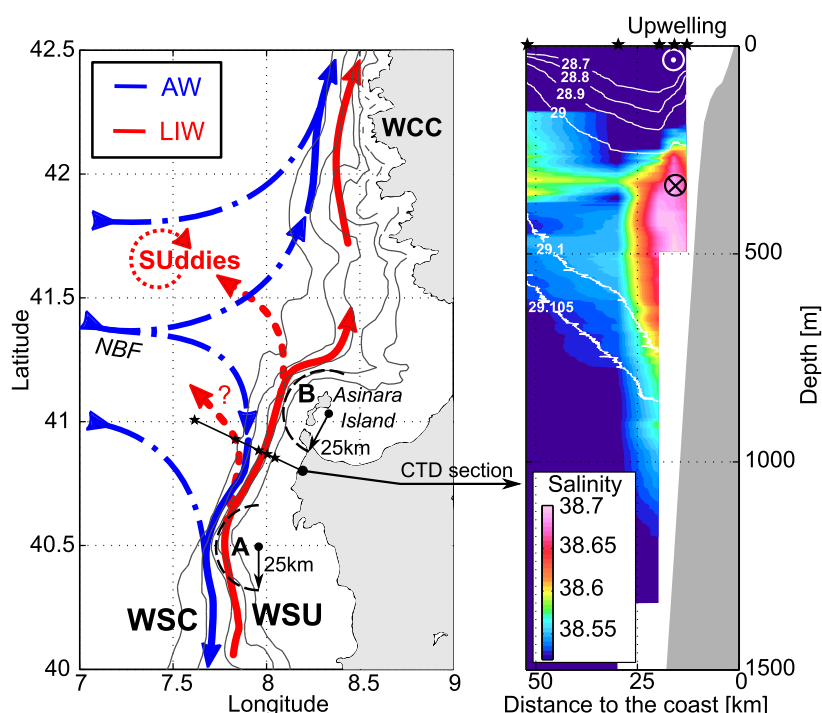 42.5
42
41.5
41
40.5
40
7
7.5
8
8.5
9
Latitude
Longitude
AW
LIW
WCC
SUddies
NBF
?
B
Asinara
Island
25km
CTD section
A
25km
WSC
WSU
Upwelling
28.7
28.8
28.9
29
29.1
29.105
0
500
1000
1500
Depth [m]
Salinity
38.7
38.65
38.6
38.55
50
25
0
Distance to the coast [km]